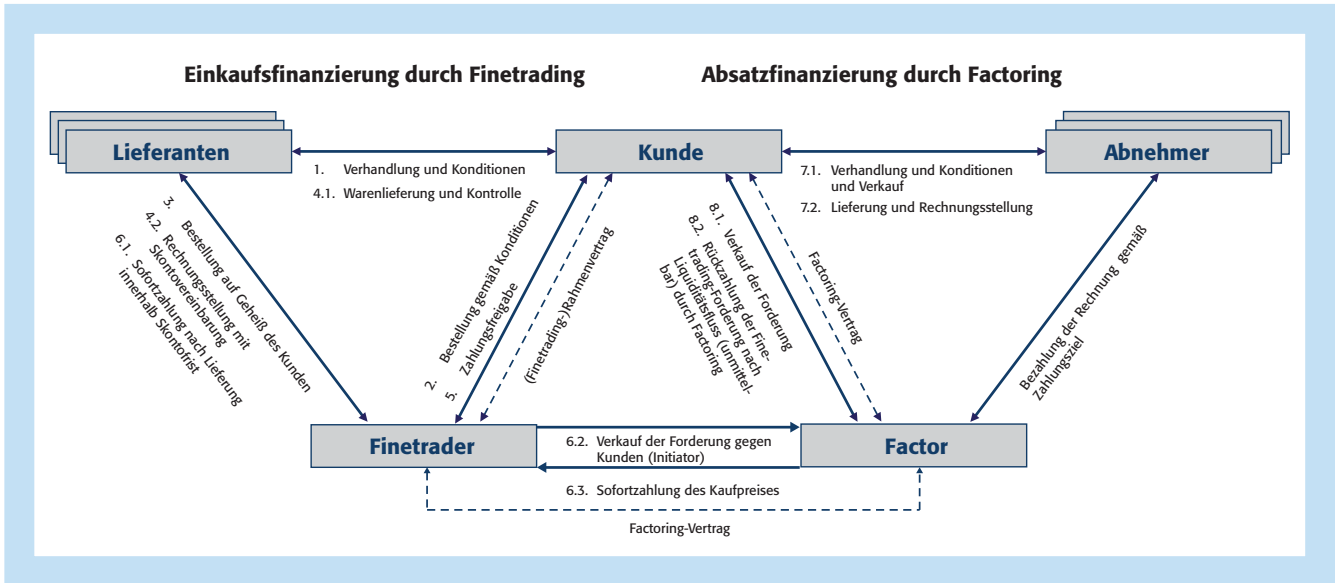 Einkaufsfinanzierung durch Finetrading
Absatzfinanzierung durch Factoring
Lieferanten
Kunde
Abnehmer
1. Verhandlung und Konditionen
4.1. Warenlieferung und Kontrolle
7.1. Verhandlung und Konditionen
und Verkauf
7.2. Lieferung und Rechnungsstellung
3. Bestellung auf Geheiß des Kunden
4.2. Rechnungsstellung mit
Skontovereinbarung
6.1. Sofortzahlung nach Lieferung
innerhalb Skontofrist
2. Bestellung gemäß Konditionen
5. Zahlungsfreigabe
(Finetrading-)Rahmenvertrag
8.1. Verkauf der Forderung
8.2. Rückzahlung der Fine-
trading-Forderung nach
Liquiditätsfluss (unmittel-
bar) durch Factoring
Factoring-Vertrag
Bezahlung der Rechnung gemäß
Zahlungsziel
Finetrader
Factor
6.2. Verkauf der Forderung gegen
Kunden (Initiator)
6.3. Sofortzahlung des Kaufpreises
Factoring-Vertrag